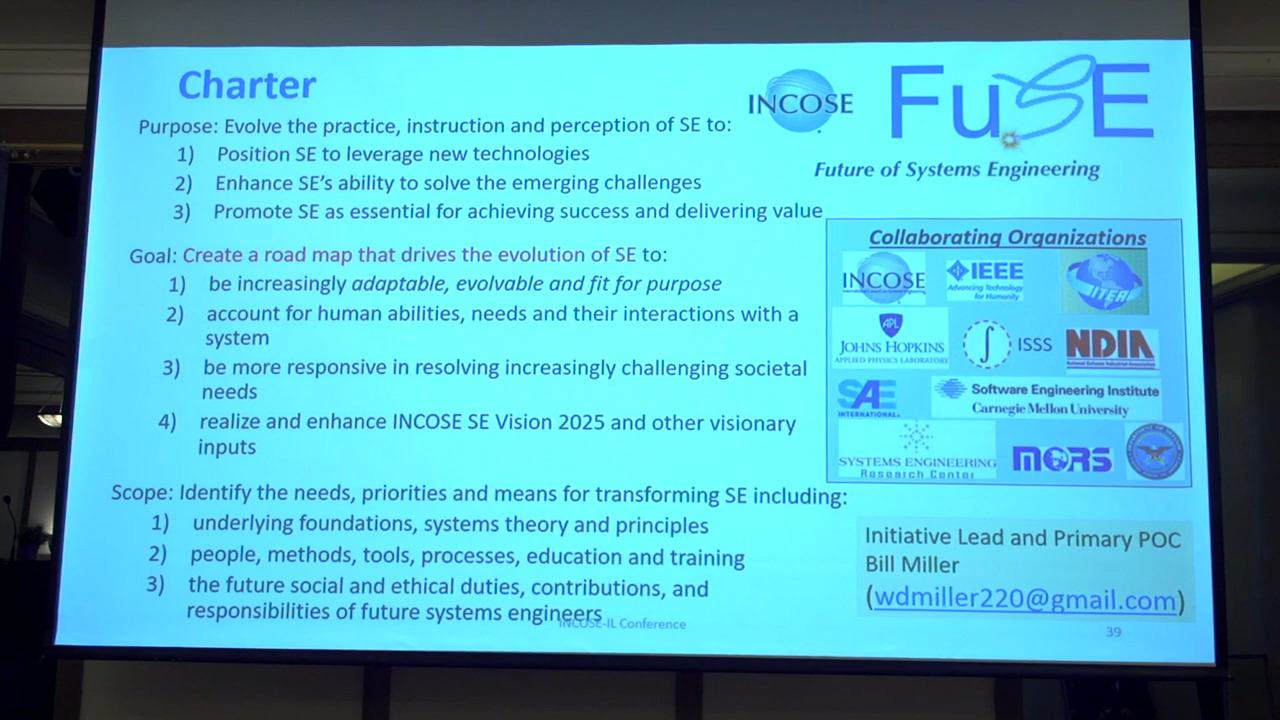 Charter
INCOSE
FuSE
Future of Systems Engineering
Purpose: Evolve the practice, instruction and perception of SE to:
1) Position SE to leverage new technologies
2) Enhance SE's ability to solve the emerging challenges
3) Promote SE as essential for achieving success and delivering value
Goal: Create a road map that drives the evolution of SE to:
1) be increasingly adaptable, evolvable and fit for purpose
2) account for human abilities, needs and their interactions with a
system
3) be more responsive in resolving increasingly challenging societal
needs
4) realize and enhance INCOSE SE Vision 2025 and other visionary
inputs
Scope: Identify the needs, priorities and means for transforming SE including:
1) underlying foundations, systems theory and principles
2) people, methods, tools, processes, education and training
3) the future social and ethical duties, contributions, and
responsibilities of future systems engineers
Collaborating Organizations
INCOSE
IEEE
Advancing Technology
for Humanity
ITEA
APL
JOHNS HOPKINS
APPLIED PHYSICS LABORATORY
ISSS
NDIA
National Defense Industrial Association
SAE
INTERNATIONAL
Software Engineering Institute
Carnegie Mellon University
SYSTEMS ENGINEERING
Research Center
MORS
Initiative Lead and Primary POC
Bill Miller
(wdmiller220@gmail.com)
INCOSE-IL Conference
39